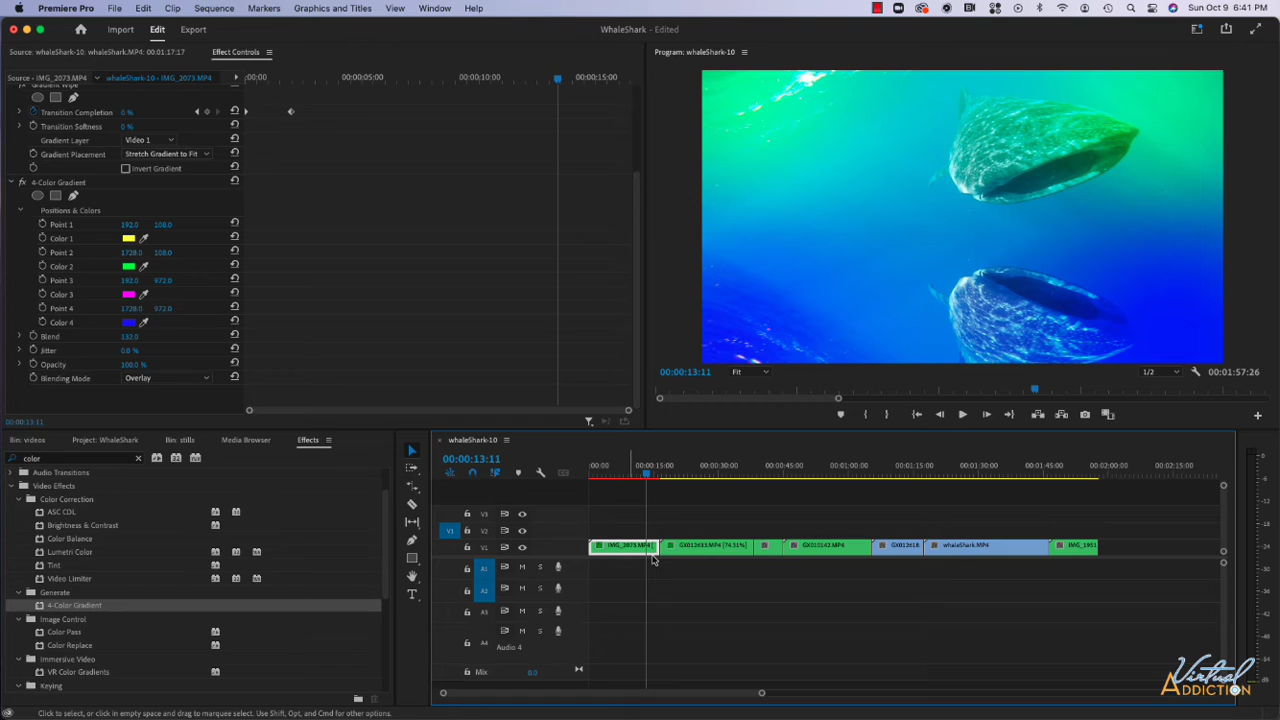 Premiere Pro File Edit Clip Sequence Markers Graphics and Titles View Window Help Sun Oct 9 6:41 PM
Import Edit Export WhaleShark - Edited
Source: whaleShark-10: whaleShark.MP4: 00:01:17:17 Effect Controls Program: whaleShark-10
Source - IMG_2073.MP4 whaleShark-10 - IMG_2073.MP4 :00:00 00:00:05:00 00:00:10:00 00:00:15:00
Gradient Wipe
Transition Completion 0 %
Transition Softness 0 %
Gradient Layer Video 1
Gradient Placement Stretch Gradient to Fit
Invert Gradient
fx 4-Color Gradient
Positions & Colors
Point 1 192.0 108.0
Color 1
Point 2 1728.0 108.0
Color 2
Point 3 192.0 972.0
Color 3
Point 4 1728.0 972.0
Color 4
Blend 132.0
Jitter 0.0 %
Opacity 100.0 %
Blending Mode Overlay
00:00:13:11 Fit 1/2 00:01:57:26
00:00:13:11
Bin: videos Project: WhaleShark Bin: stills Media Browser Effects
color
Audio Transitions
Video Effects
Color Correction
ASC CDL
Brightness & Contrast
Color Balance
Lumetri Color
Tint
Video Limiter
Generate
4-Color Gradient
Image Control
Color Pass
Color Replace
Immersive Video
VR Color Gradients
Keying
whaleShark-10
00:00:13:11
:00:00 00:00:15:00 00:00:30:00 00:00:45:00 00:01:00:00 00:01:15:00 00:01:30:00 00:01:45:00 00:02:00:00 00:02:15:00
V3
V1 V2
V1 IMG_2073.MP4 GX012633.MP4 [74.31%] GX015142.MP4 GX012618. whaleShark.MP4 IMG_1951
A1 M S
A2 M S
A3 M S
A4 M S
Audio 4
Mix 0.0
Virtual
Addiction
Click to select, or click in empty space and drag to marquee select. Use Shift, Opt, and Cmd for other options.